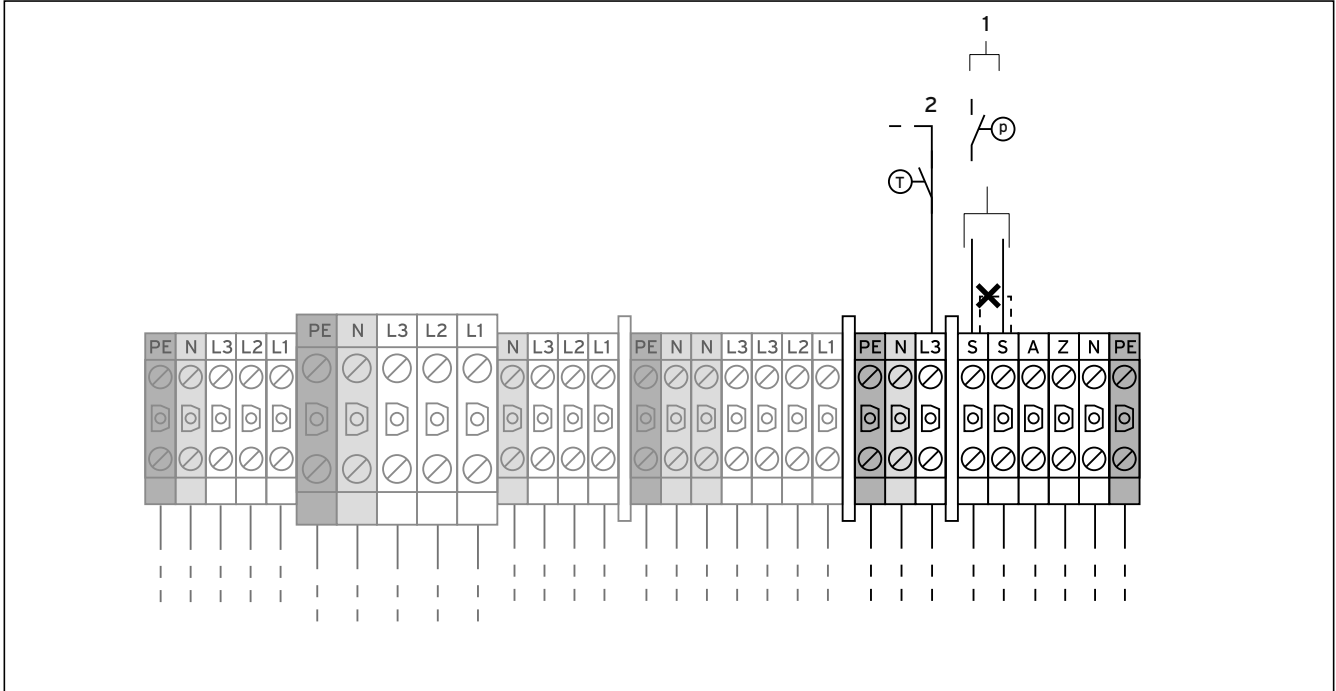 1
2
p
T
PE N L3 L2 L1
PE N L3 L2 L1
N L3 L2 L1
PE N N L3 L3 L2 L1
PE N L3
S S A Z N PE